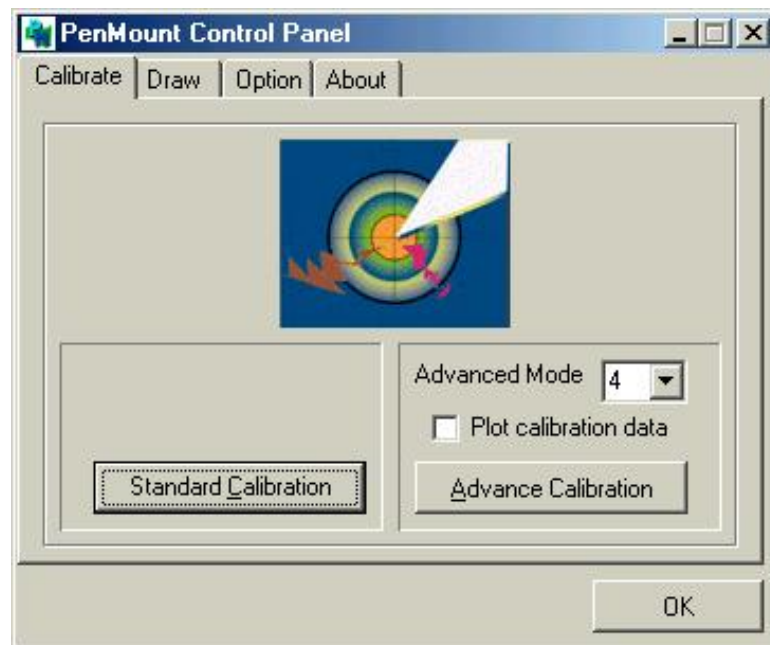 PenMount Control Panel
Calibrate Draw Option About
Advanced Mode 4
Plot calibration data
Standard Calibration Advance Calibration
OK